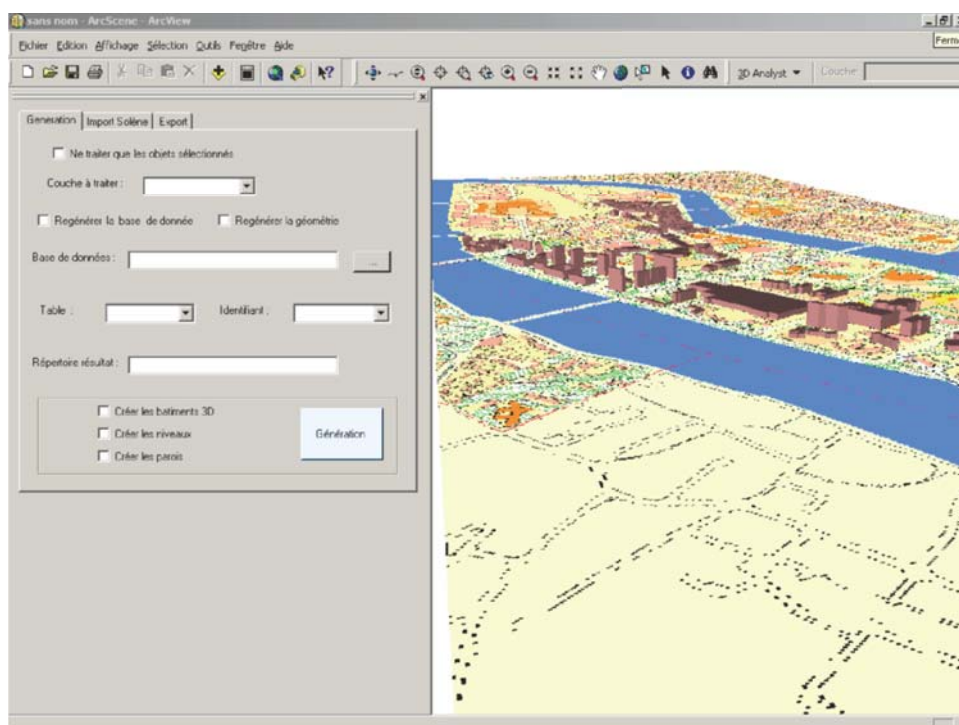 sans nom - ArcScene - ArcView
Fichier Edition Affichage Sélection Outils Fenêtre Aide
Ferme
3D Analyst Couche
Generation Import Solène Export
Ne traiter que les objets sélectionnés
Couche à traiter :
Regénérer la base de donnée Regénérer la géométrie
Base de données : ...
Table : Identifiant :
Répertoire résultat :
Créer les batiments 3D
Créer les niveaux
Créer les parois
Génération